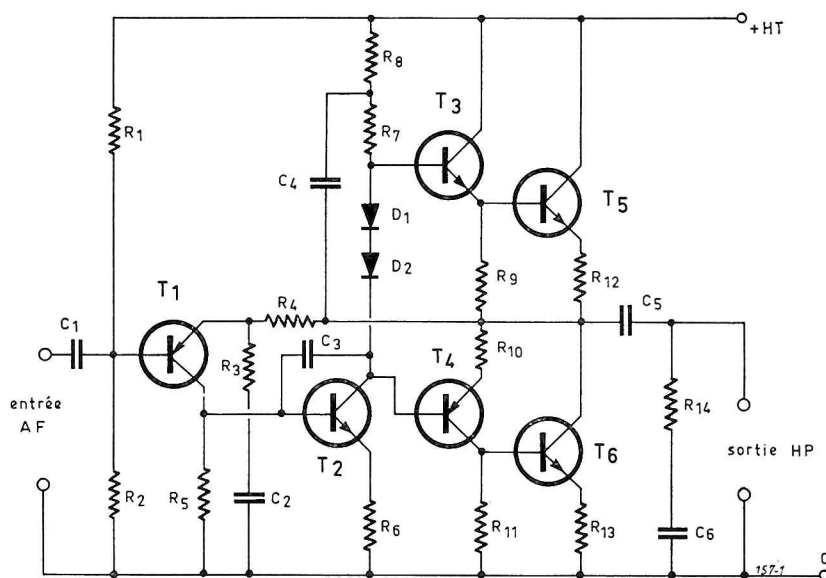 +HT
R8
R1
T3
R7
C4
T5
D1
D2
R9
R12
T1
R4
C5
C1
C3
R3
R10
T4
R14
entrée
AF
T2
T6
sortie HP
R2
R5
C2
R6
R11
R13
C6
157-1
0